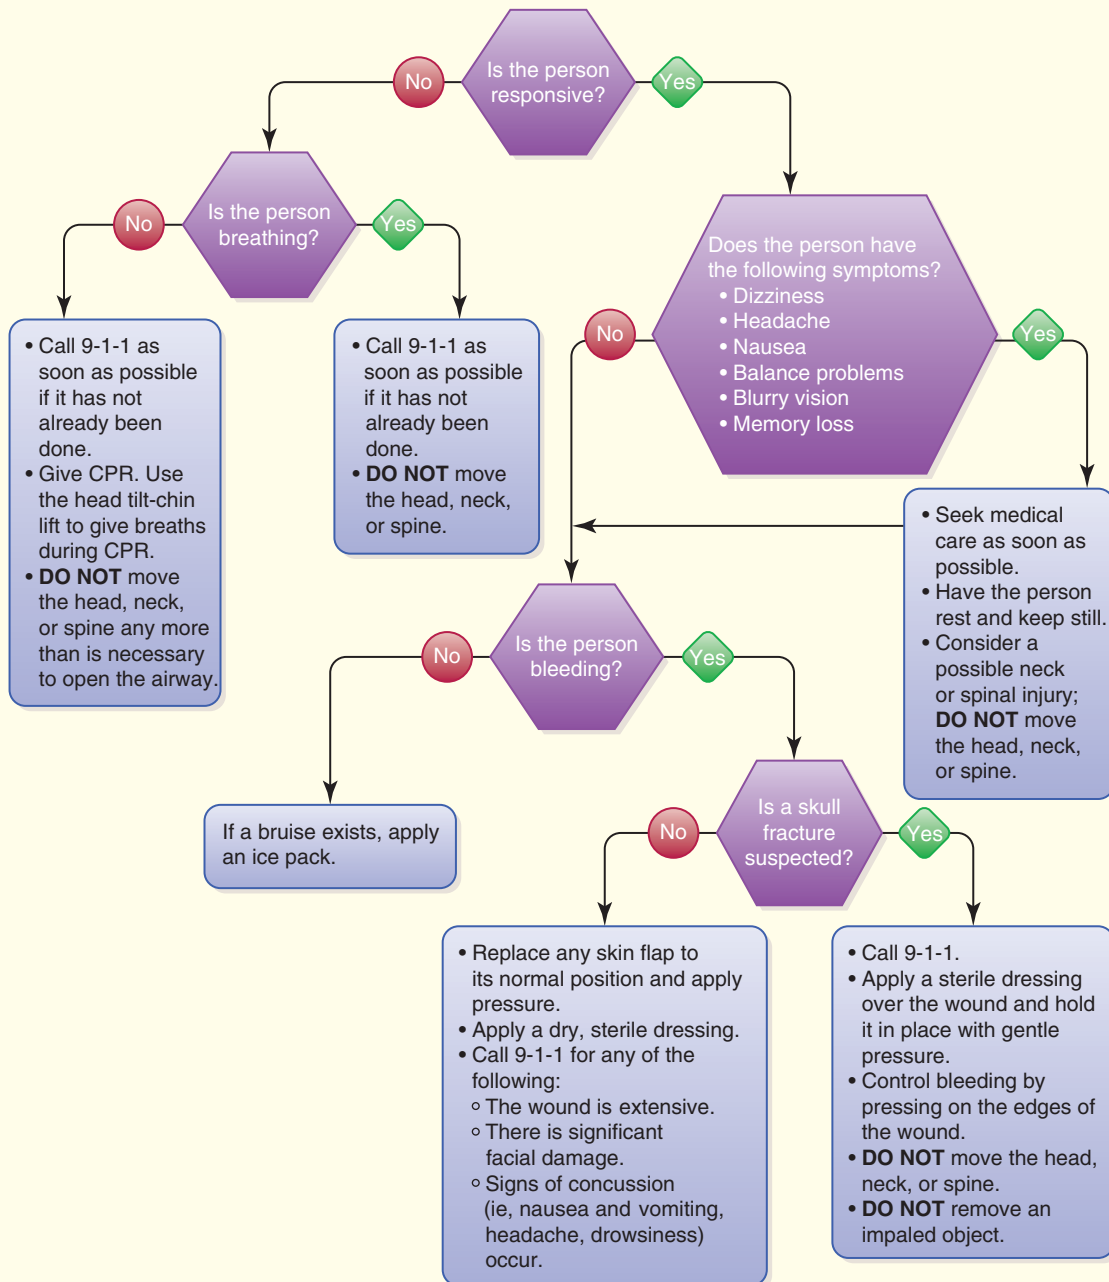 Is the person
responsive?
No
Yes
Is the person
breathing?
No
Yes
Does the person have
the following symptoms?
• Dizziness
• Headache
• Nausea
• Balance problems
• Blurry vision
• Memory loss
No
Yes
• Call 9-1-1 as
soon as possible
if it has not
already been
done.
• Give CPR. Use
the head tilt-chin
lift to give breaths
during CPR.
• DO NOT move
the head, neck,
or spine any more
than is necessary
to open the airway.
• Call 9-1-1 as
soon as possible
if it has not
already been
done.
• DO NOT move
the head, neck,
or spine.
• Seek medical
care as soon as
possible.
• Have the person
rest and keep still.
• Consider a
possible neck
or spinal injury;
DO NOT move
the head, neck,
or spine.
Is the person
bleeding?
No
Yes
If a bruise exists, apply
an ice pack.
Is a skull
fracture
suspected?
No
Yes
• Replace any skin flap to
its normal position and apply
pressure.
• Apply a dry, sterile dressing.
• Call 9-1-1 for any of the
following:
○ The wound is extensive.
○ There is significant
facial damage.
○ Signs of concussion
(ie, nausea and vomiting,
headache, drowsiness)
occur.
• Call 9-1-1.
• Apply a sterile dressing
over the wound and hold
it in place with gentle
pressure.
• Control bleeding by
pressing on the edges of
the wound.
• DO NOT move the head,
neck, or spine.
• DO NOT remove an
impaled object.